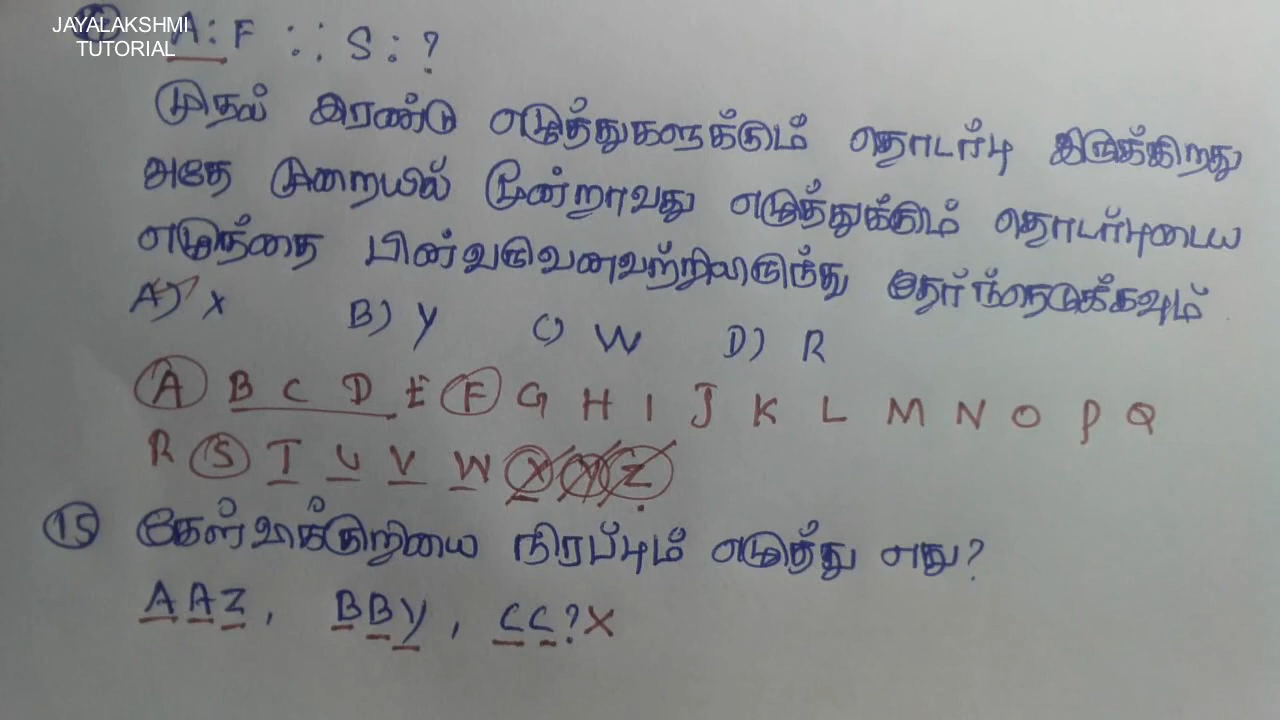 JAYALAKSHMI
TUTORIAL
A : F :: S : ?
முதல் இரண்டு எழுத்துகளுக்கும் தொடர்பு இருக்கிறது
அதே முறையில் மூன்றாவது எழுத்துக்கும் தொடர்புடைய
எழுத்தை பின்வருவனவற்றிலிருந்து தேர்ந்தெடுக்கவும்
A) X B) Y C) W D) R
A B C D E F G H I J K L M N O P Q
R S T U V W X Y Z
15 கேள்விக்குறியை நிரப்பும் எழுத்து எது?
AAZ, BBY, CC?X